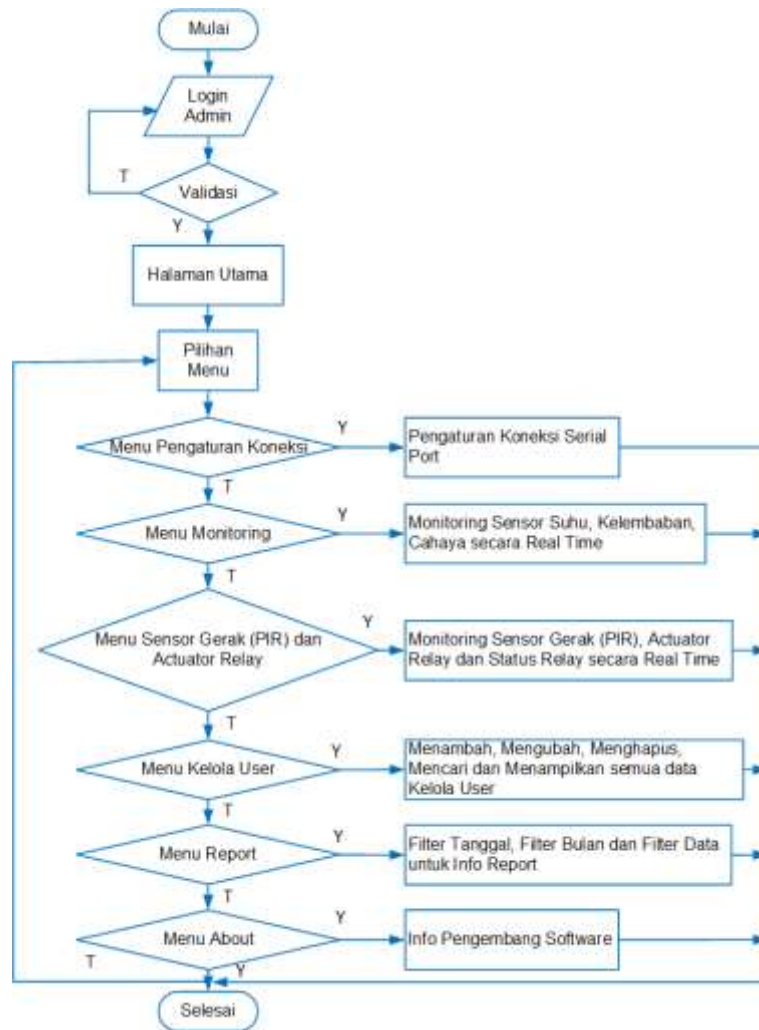 Mulai
Login
Admin
T
Validasi
Y
Halaman Utama
Pilihan
Menu
Menu Pengaturan Koneksi
Y
Pengaturan Koneksi Serial
Port
T
Menu Monitoring
Y
Monitoring Sensor Suhu, Kelembaban,
Cahaya secara Real Time
T
Menu Sensor Gerak (PIR) dan
Actuator Relay
Y
Monitoring Sensor Gerak (PIR), Actuator
Relay dan Status Relay secara Real Time
T
Menu Kelola User
Y
Menambah, Mengubah, Menghapus,
Mencari dan Menampilkan semua data
Kelola User
T
Menu Report
Y
Filter Tanggal, Filter Bulan dan Filter Data
untuk Info Report
T
Menu About
Y
Info Pengembang Software
T
Y
Selesai